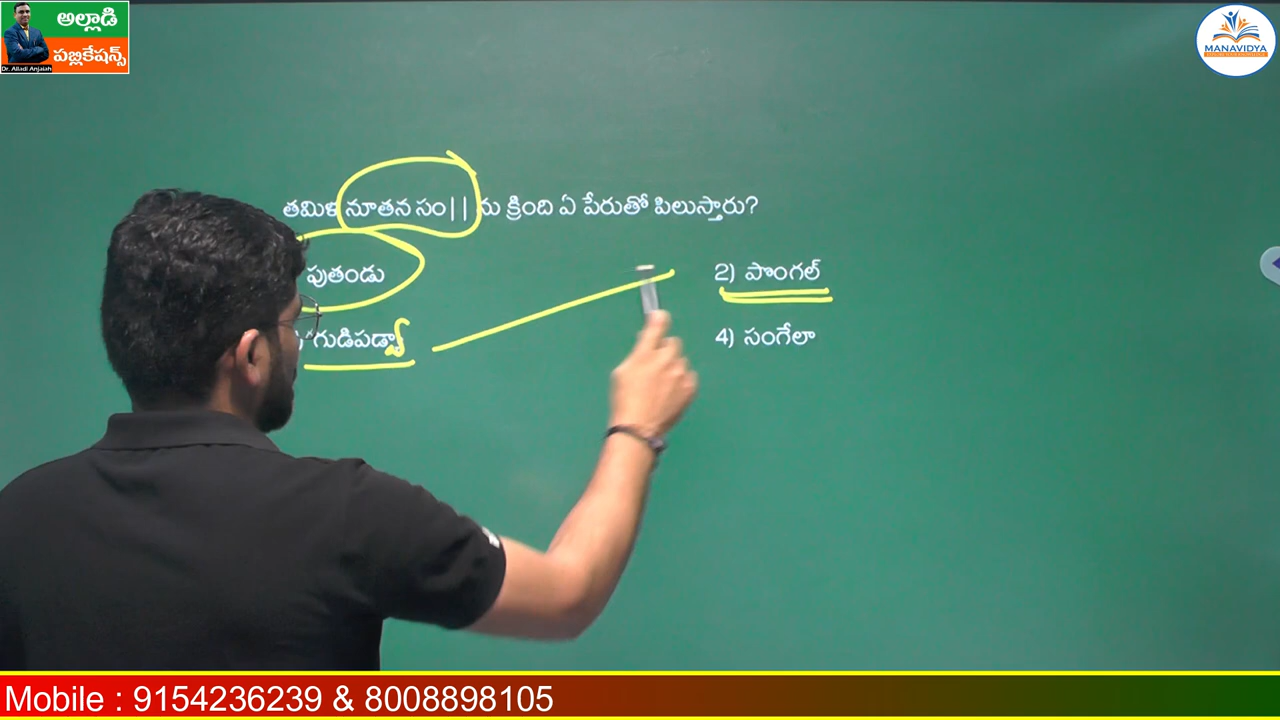 అల్లాడి
పబ్లికేషన్స్
Dr. Alladi Anjaiah
MANAVIDYA
తమిళ నూతన సం|| ను క్రింది ఏ పేరుతో పిలుస్తారు?
పుతండు
2) పొంగల్
గుడిపడ్వా
4) సంగేలా
Mobile : 9154236239 & 8008898105